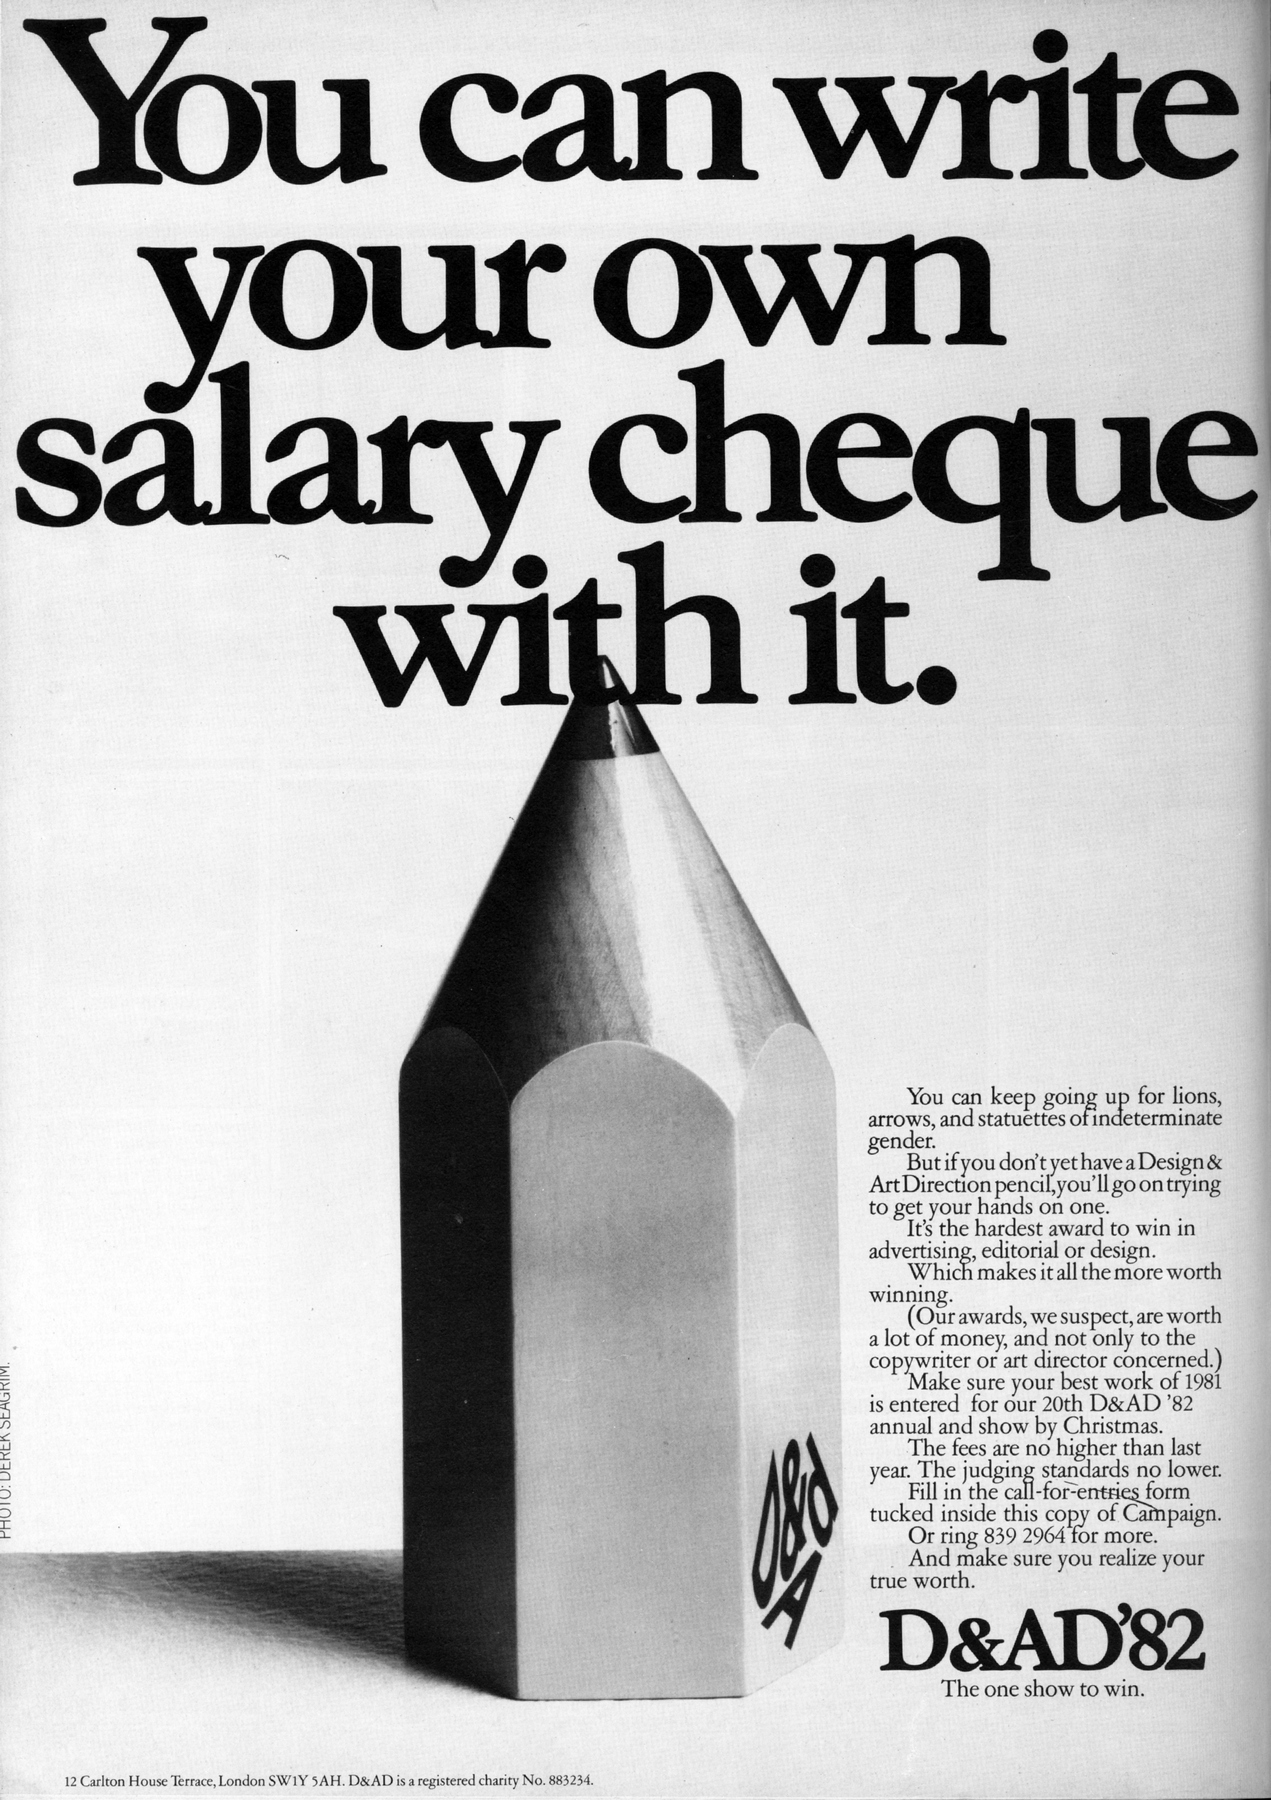 You can write
your own
salary cheque
with it.
You can keep going up for lions,
arrows, and statuettes of indeterminate
gender.
But if you don't yet have a Design &
Art Direction pencil, you'll go on trying
to get your hands on one.
It's the hardest award to win in
advertising, editorial or design.
Which makes it all the more worth
winning.
(Our awards, we suspect, are worth
a lot of money, and not only to the
copywriter or art director concerned.)
Make sure your best work of 1981
is entered for our 20th D&AD '82
annual and show by Christmas.
The fees are no higher than last
year. The judging standards no lower.
Fill in the call-for-entries form
tucked inside this copy of Campaign.
Or ring 839 2964 for more.
And make sure you realize your
true worth.
D&AD'82
The one show to win.
D&d
A
PHOTO: DEREK SEAGRIM.
12 Carlton House Terrace, London SW1Y 5AH. D&AD is a registered charity No. 883234.